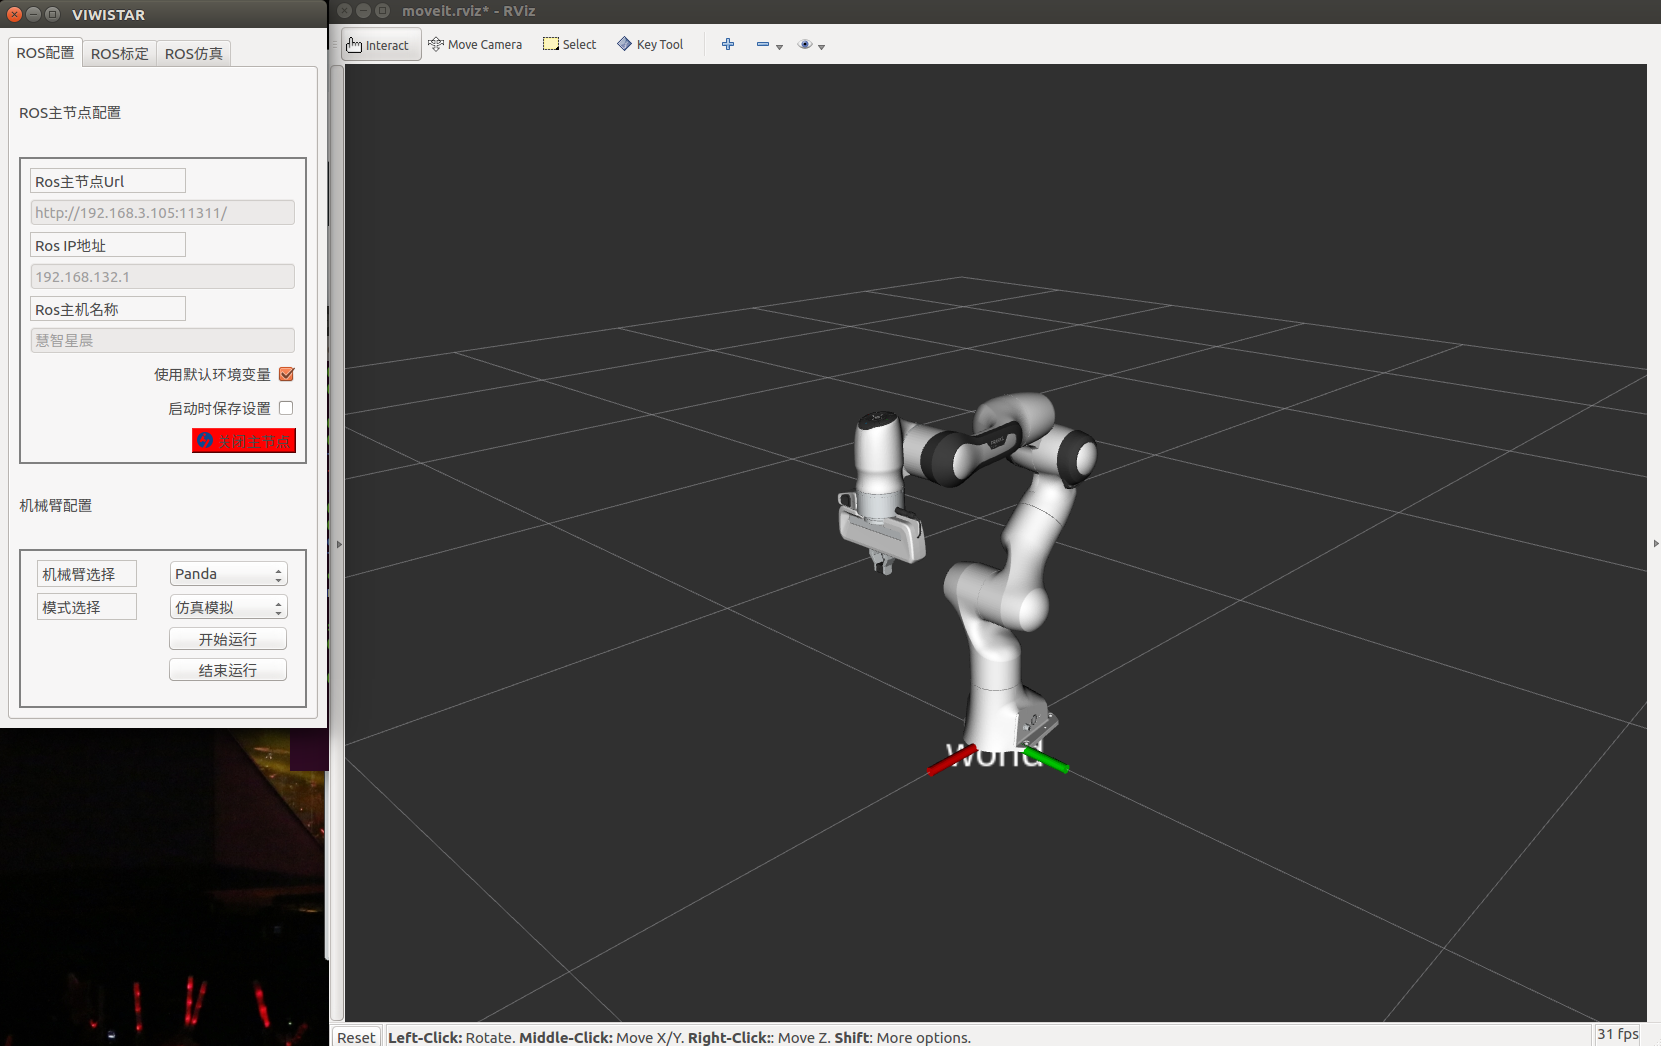 VIWISTAR
ROS配置 ROS标定 ROS仿真
ROS主节点配置
Ros主节点Url
http://192.168.3.105:11311/
Ros IP地址
192.168.132.1
Ros主机名称
慧智星晨
使用默认环境变量
启动时保存设置
关闭主节点
机械臂配置
机械臂选择 Panda
模式选择 仿真模拟
开始运行
结束运行
moveit.rviz* - RViz
Interact Move Camera Select Key Tool
world
Reset Left-Click: Rotate. Middle-Click: Move X/Y. Right-Click:: Move Z. Shift: More options. 31 fps